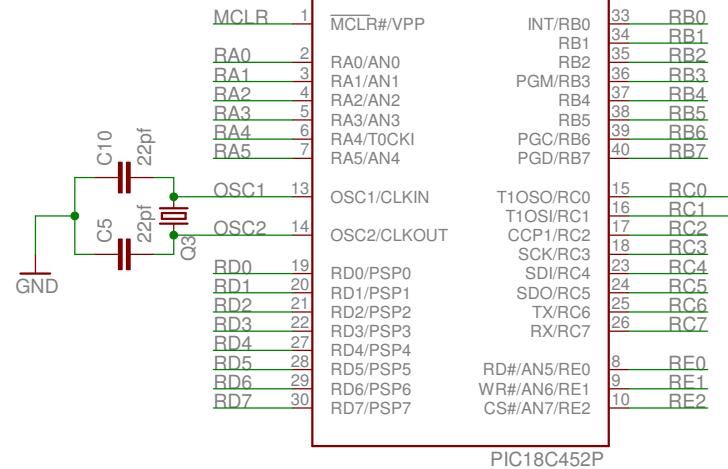 MCLR 1 MCLR#/VPP INT/RB0 33 RB0
RB1 34 RB1
RA0 2 RA0/AN0 RB2 35 RB2
RA1 3 RA1/AN1 PGM/RB3 36 RB3
RA2 4 RA2/AN2 RB4 37 RB4
RA3 5 RA3/AN3 RB5 38 RB5
RA4 6 RA4/T0CKI PGC/RB6 39 RB6
RA5 7 RA5/AN4 PGD/RB7 40 RB7
C10 22pf
OSC1 13 OSC1/CLKIN T1OSO/RC0 15 RC0
T1OSI/RC1 16 RC1
C5 22pf Q3
OSC2 14 OSC2/CLKOUT CCP1/RC2 17 RC2
SCK/RC3 18 RC3
GND
RD0 19 RD0/PSP0 SDI/RC4 23 RC4
RD1 20 RD1/PSP1 SDO/RC5 24 RC5
RD2 21 RD2/PSP2 TX/RC6 25 RC6
RD3 22 RD3/PSP3 RX/RC7 26 RC7
RD4 27 RD4/PSP4
RD5 28 RD5/PSP5 RD#/AN5/RE0 8 RE0
RD6 29 RD6/PSP6 WR#/AN6/RE1 9 RE1
RD7 30 RD7/PSP7 CS#/AN7/RE2 10 RE2
PIC18C452P